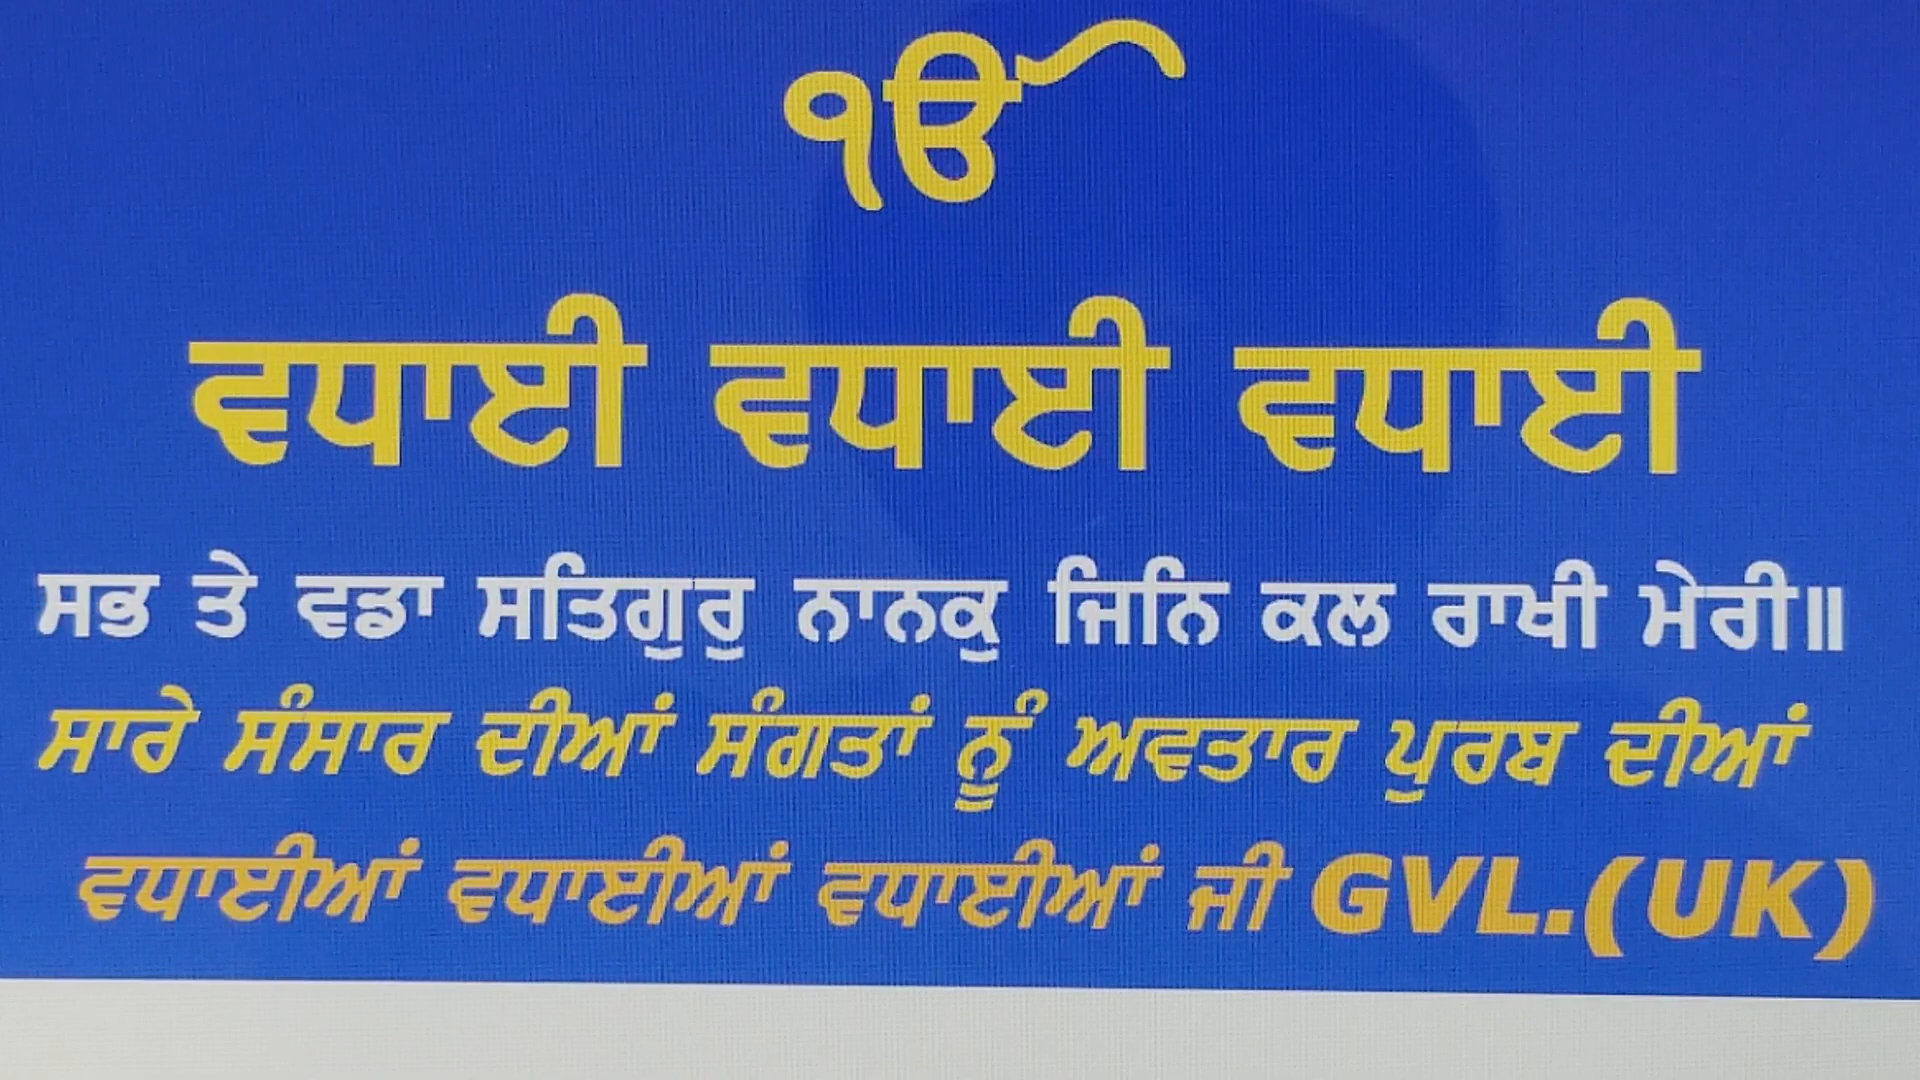 ੴ
ਵਧਾਈ ਵਧਾਈ ਵਧਾਈ
ਸਭ ਤੇ ਵਡਾ ਸਤਿਗੁਰੁ ਨਾਨਕੁ ਜਿਨਿ ਕਲ ਰਾਖੀ ਮੇਰੀ॥
ਸਾਰੇ ਸੰਸਾਰ ਦੀਆਂ ਸੰਗਤਾਂ ਨੂੰ ਅਵਤਾਰ ਪੁਰਬ ਦੀਆਂ
ਵਧਾਈਆਂ ਵਧਾਈਆਂ ਵਧਾਈਆਂ ਜੀ GVL.(UK)